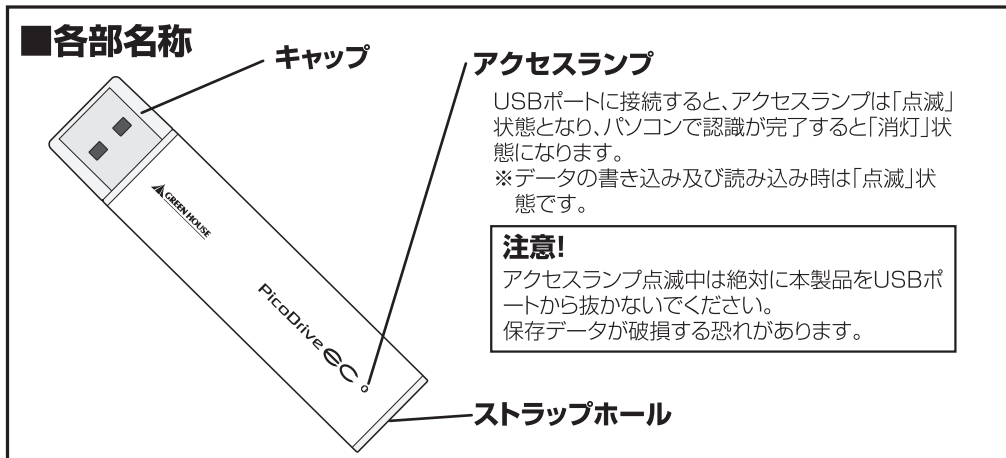 ■各部名称
キャップ
アクセスランプ
USBポートに接続すると、アクセスランプは「点滅」
状態となり、パソコンで認識が完了すると「消灯」状
態になります。
※データの書き込み及び読み込み時は「点滅」状
態です。
注意!
アクセスランプ点滅中は絶対に本製品をUSBポ
ートから抜かないでください。
保存データが破損する恐れがあります。
GREEN HOUSE
PicoDrive EC
ストラップホール